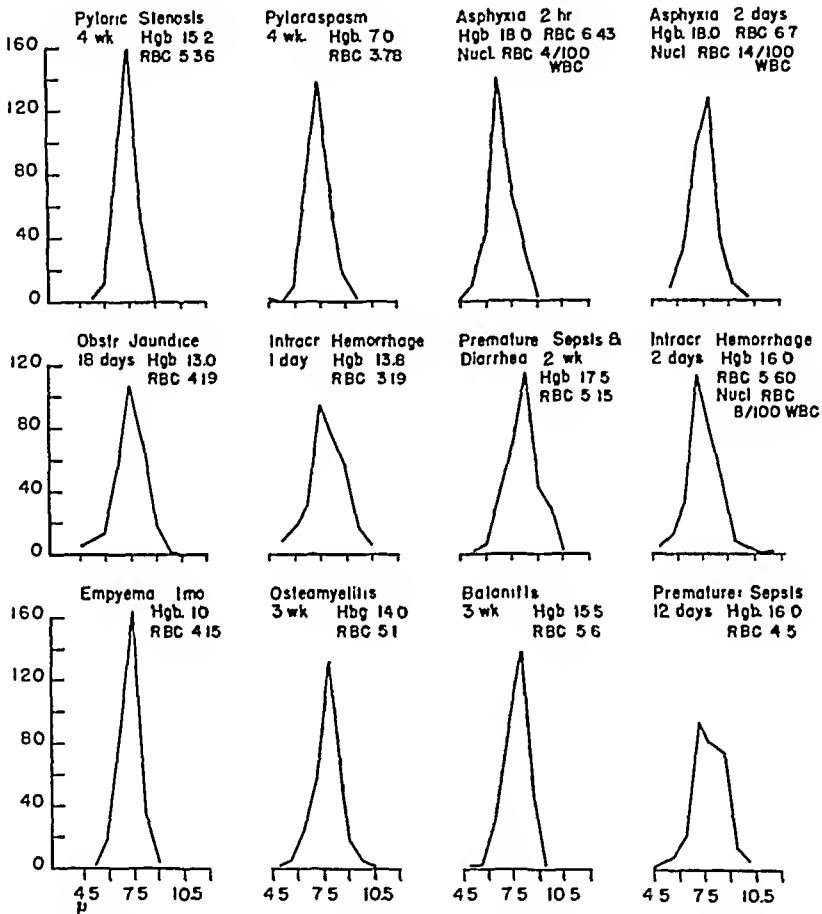 Pyloric Stenosis
4 wk Hgb 15 2
RBC 5 36
Pylaraspasm
4 wk. Hgb. 7 0
RBC 3.78
Asphyxia 2 hr
Hgb 18 0 RBC 6 43
Nucl RBC 4/100
WBC
Asphyxia 2 days
Hgb. 18.0 RBC 6 7
Nucl RBC 14/100
WBC
160
120
80
40
0
Obstr Jaundice
18 days Hgb 13.0
RBC 4 19
Intracr Hemorrhage
1 day Hgb 13.8
RBC 3 19
Premature Sepsis &
Diarrhea 2 wk
Hgb 17 5
RBC 5 15
Intracr Hemorrhage
2 days Hgb 16 0
RBC 5 60
Nucl RBC
8/100 WBC
120
80
40
0
Empyema 1mo
Hgb. 10
RBC 4 15
Osteamyelitis
3 wk Hbg 14 0
RBC 5 1
Balanitis
3 wk Hgb 15 5
RBC 5 6
Premature: Sepsis
12 days Hgb. 16 0
RBC 4 5
160
120
80
40
0
4 5 7 5 10.5
μ
4 5 7 5 10.5
4 5 7 5 10 5
4 5 7 5 10 5